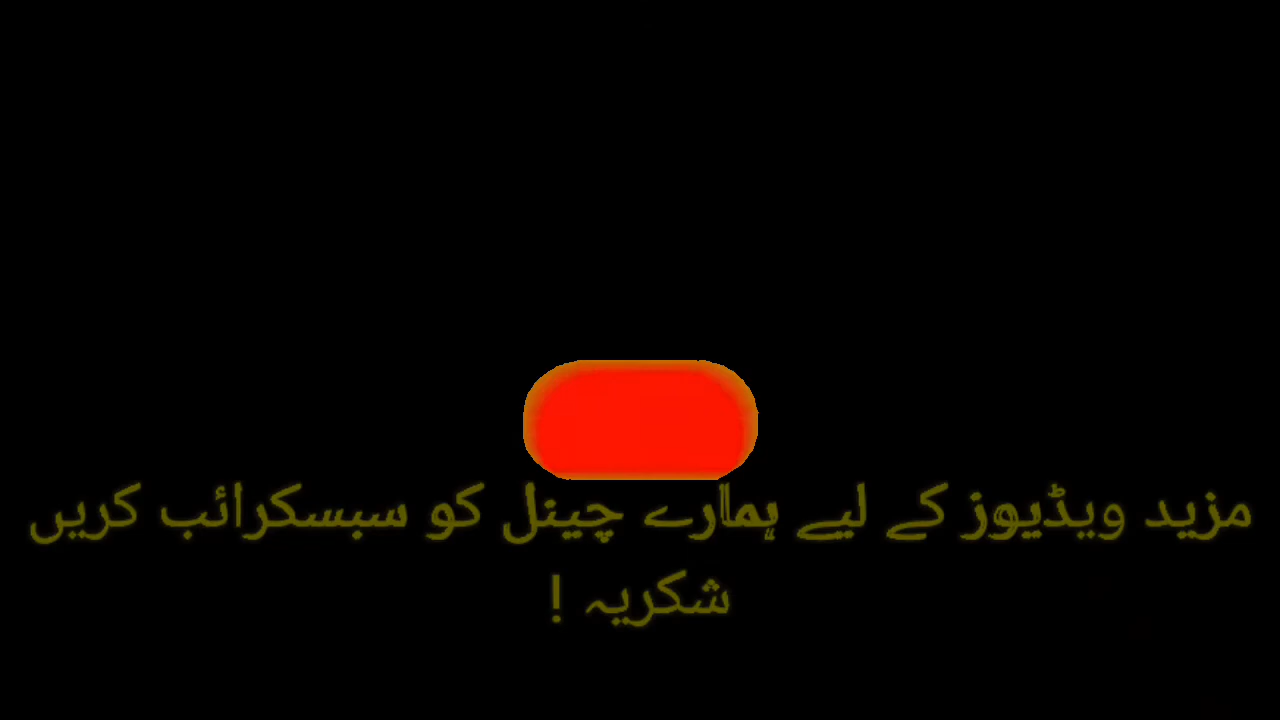 مزید ویڈیوز کے لیے ہمارے چینل کو سبسکرائب کریں
شکریہ !